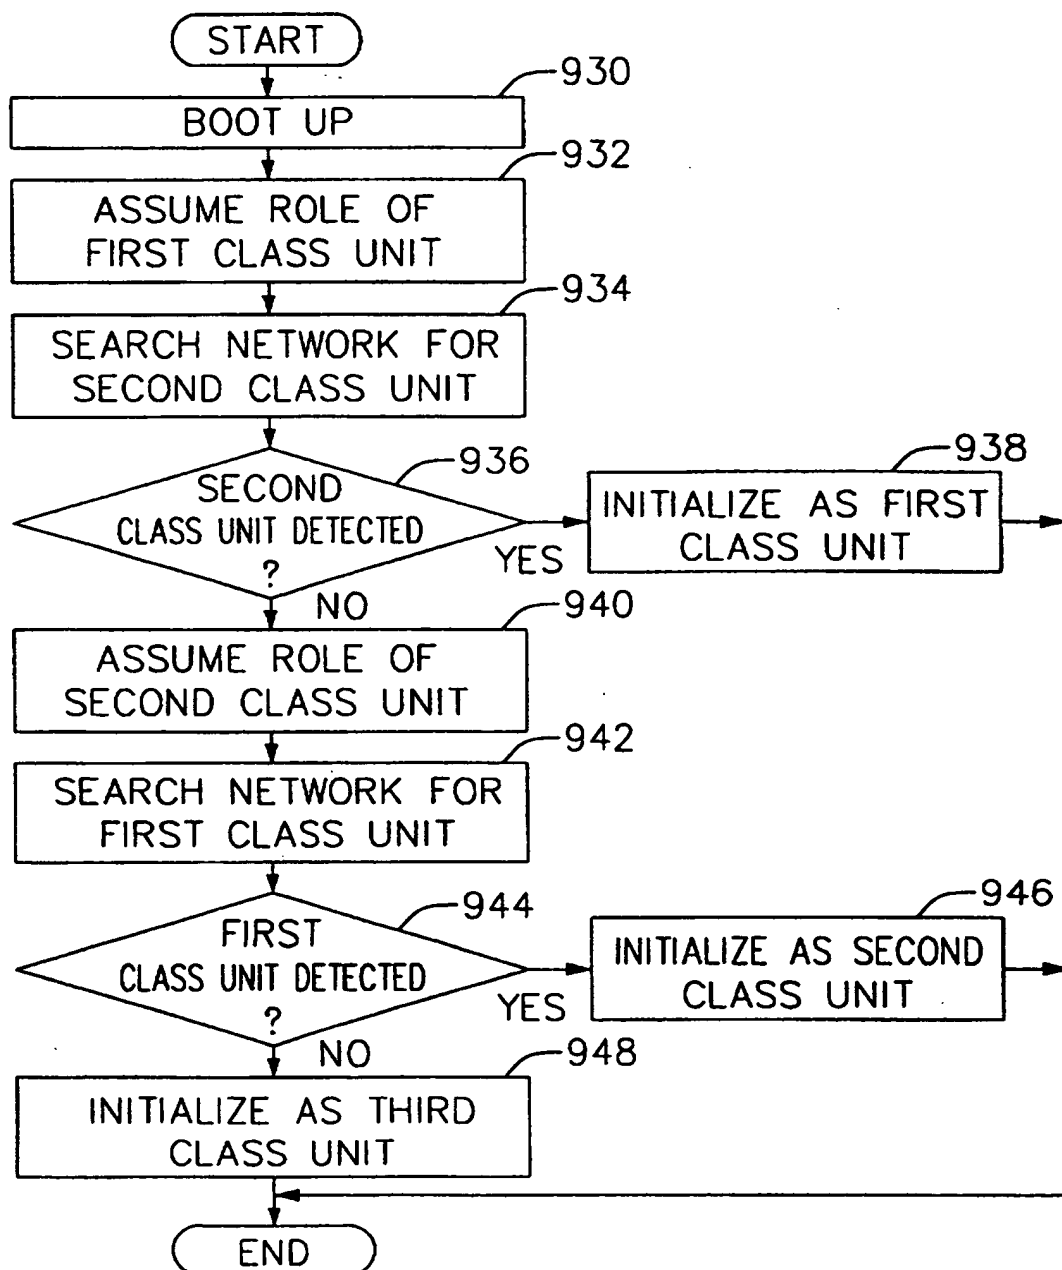 START
930
BOOT UP
932
ASSUME ROLE OF
FIRST CLASS UNIT
934
SEARCH NETWORK FOR
SECOND CLASS UNIT
936
SECOND
CLASS UNIT DETECTED
?
YES
NO
938
INITIALIZE AS FIRST
CLASS UNIT
940
ASSUME ROLE OF
SECOND CLASS UNIT
942
SEARCH NETWORK FOR
FIRST CLASS UNIT
944
FIRST
CLASS UNIT DETECTED
?
YES
NO
946
INITIALIZE AS SECOND
CLASS UNIT
948
INITIALIZE AS THIRD
CLASS UNIT
END